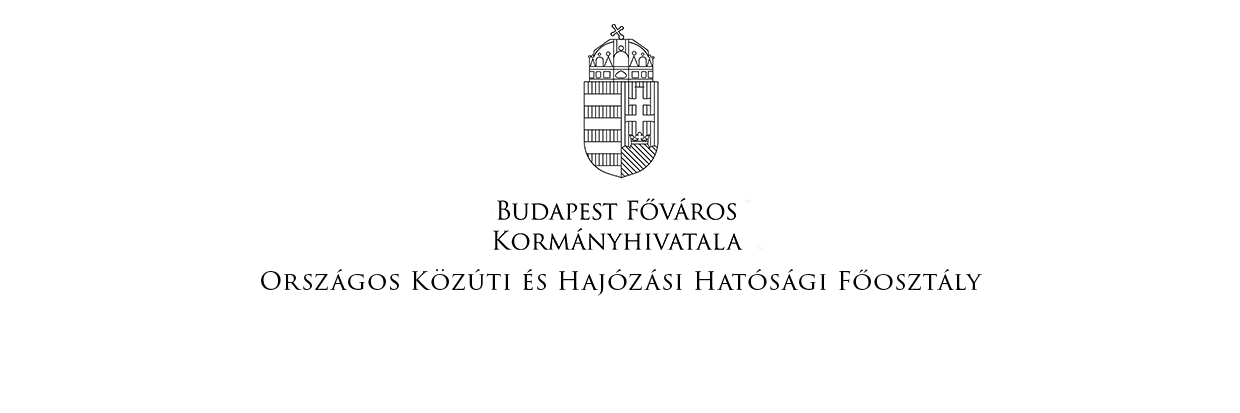 Budapest Főváros
Kormányhivatala
Országos Közúti és Hajózási Hatósági Főosztály